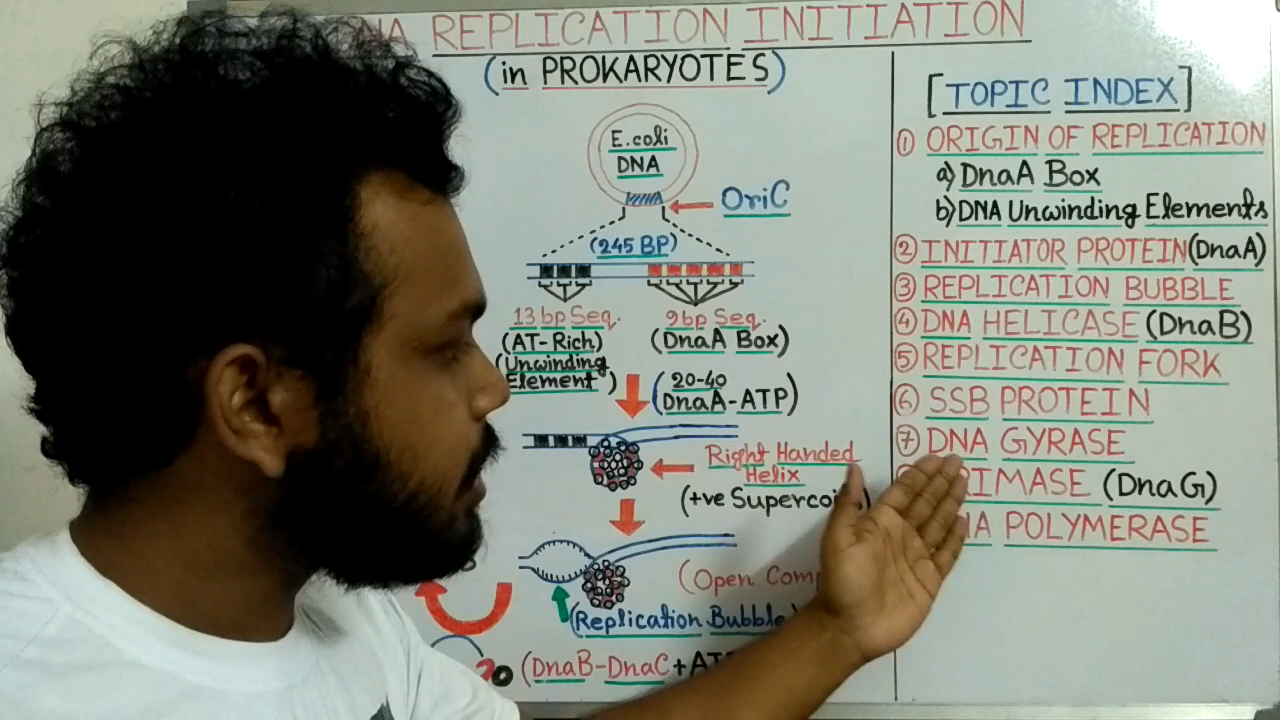 NA REPLICATION INITIATION
(in PROKARYOTES)
E.coli
DNA
OriC
(245 BP)
13 bp Seq.
(AT-Rich)
(Unwinding
Element)
9bp Seq.
(DnaA Box)
(20-40
DnaA-ATP)
Right Handed
Helix
(+ve Supercoi
(Open Comp
(Replication Bubble)
(DnaB-DnaC+AT
[TOPIC INDEX]
① ORIGIN OF REPLICATION
a) DnaA Box
b) DNA Unwinding Elements
② INITIATOR PROTEIN (DnaA)
③ REPLICATION BUBBLE
④ DNA HELICASE (DnaB)
⑤ REPLICATION FORK
⑥ SSB PROTEIN
⑦ DNA GYRASE
RIMASE (DnaG)
NA POLYMERASE